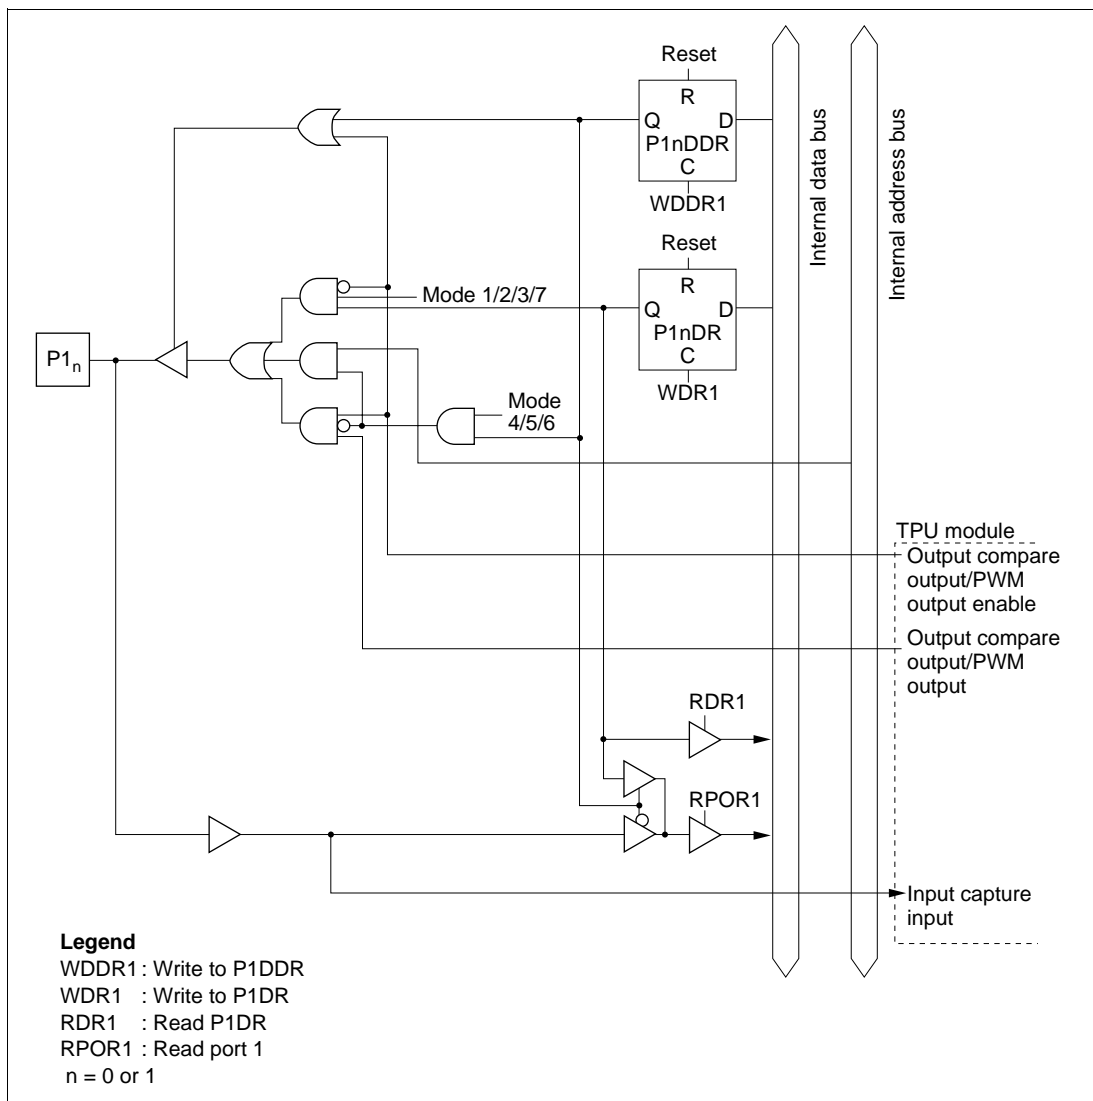 Reset
R
Q D
P1nDDR
C
WDDR1
Internal data bus
Internal address bus
Reset
R
Mode 1/2/3/7
Q D
P1nDR
C
WDR1
P1n
Mode
4/5/6
TPU module
Output compare
output/PWM
output enable
Output compare
output/PWM
output
RDR1
RPOR1
Input capture
input
Legend
WDDR1 : Write to P1DDR
WDR1 : Write to P1DR
RDR1 : Read P1DR
RPOR1 : Read port 1
n = 0 or 1